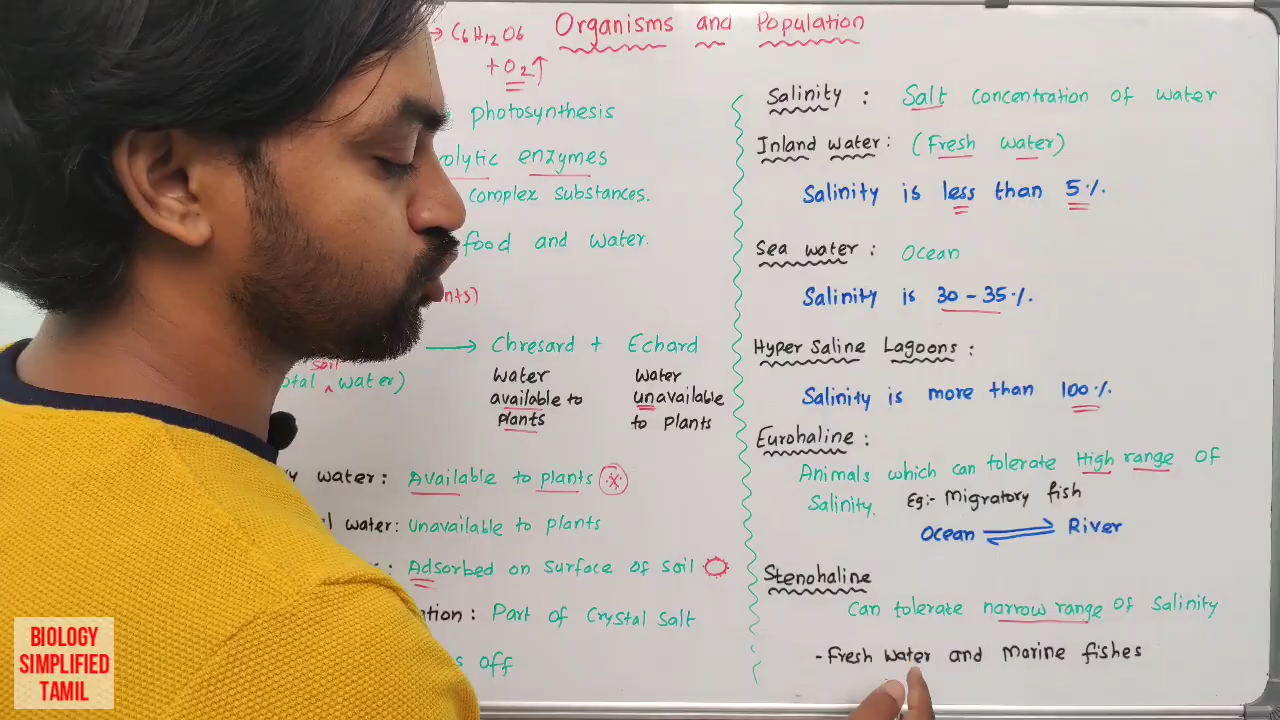 → C6H12O6
Organisms and Population
+ O2↑
photosynthesis
olytic enzymes
complex substances.
food and water.
nts)
→ Chresard + Echard
soil
otal ^ water)
water
available to
plants
water
unavailable
to plants
y water: Available to plants
l water: unavailable to plants
Adsorbed on surface of soil
tion: Part of crystal salt
s off
Salinity : Salt concentration of water
Inland water: (Fresh water)
Salinity is less than 5%.
Sea water : Ocean
Salinity is 30 - 35%.
Hyper Saline Lagoons :
Salinity is more than 100%.
Eurohaline :
Animals which can tolerate High range of
Salinity. Eg:- Migratory fish
Ocean ⇌ River
Stenohaline
Can tolerate narrow range of Salinity
- Fresh water and Marine fishes
BIOLOGY
SIMPLIFIED
TAMIL